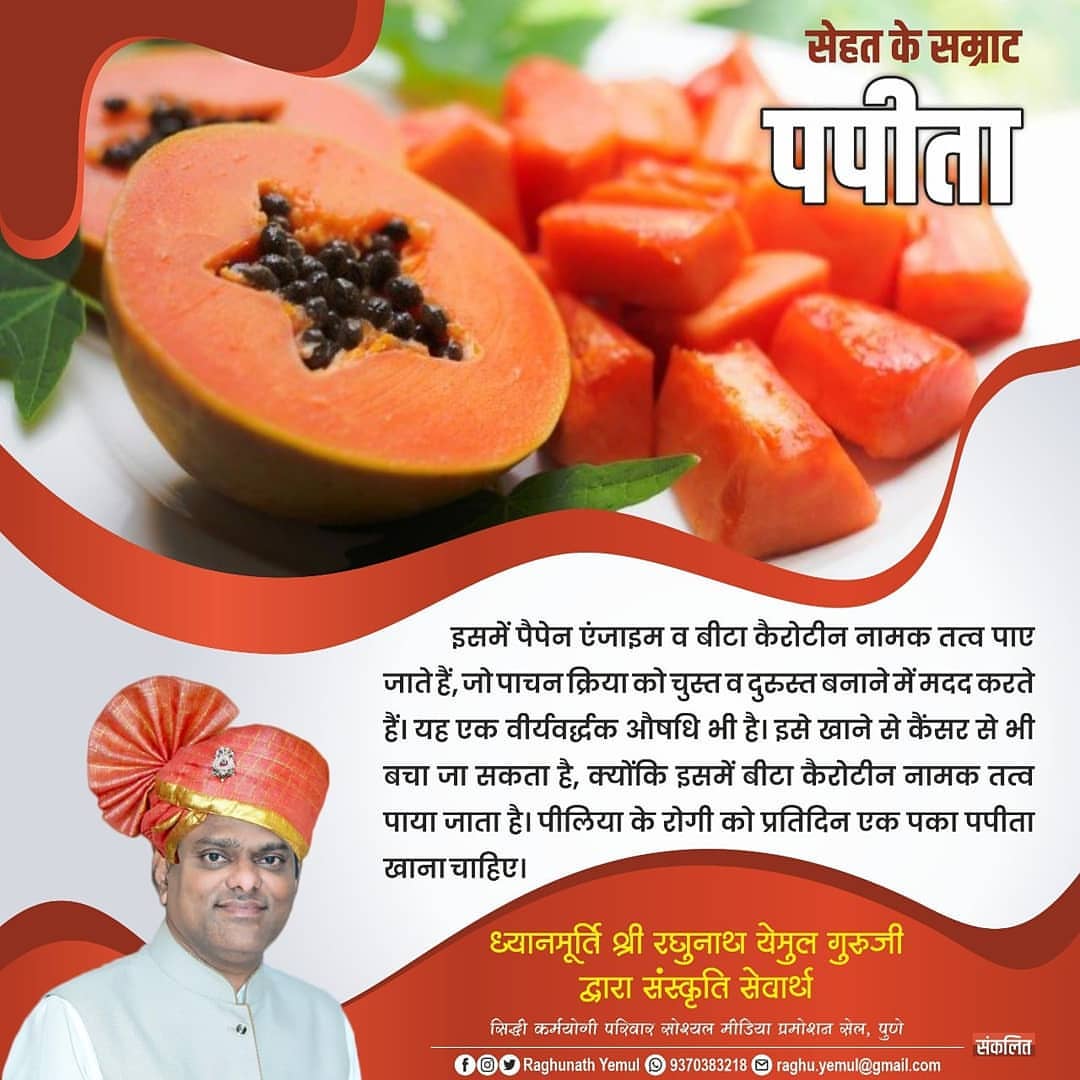 सेहत के सम्राट
पपीता
इसमें पैपेन एंजाइम व बीटा कैरोटीन नामक तत्व पाए
जाते हैं, जो पाचन क्रिया को चुस्त व दुरुस्त बनाने में मदद करते
हैं। यह एक वीर्यवर्द्धक औषधि भी है। इसे खाने से कैंसर से भी
बचा जा सकता है, क्योंकि इसमें बीटा कैरोटीन नामक तत्व
पाया जाता है। पीलिया के रोगी को प्रतिदिन एक पका पपीता
खाना चाहिए।
ध्यानमूर्ति श्री रघुनाथ येमुल गुरुजी
द्वारा संस्कृति सेवार्थ
सिद्धी कर्मयोगी परिवार सोश्यल मीडिया प्रमोशन सेल, पुणे
संकलित
Raghunath Yemul 9370383218 raghu.yemul@gmail.com